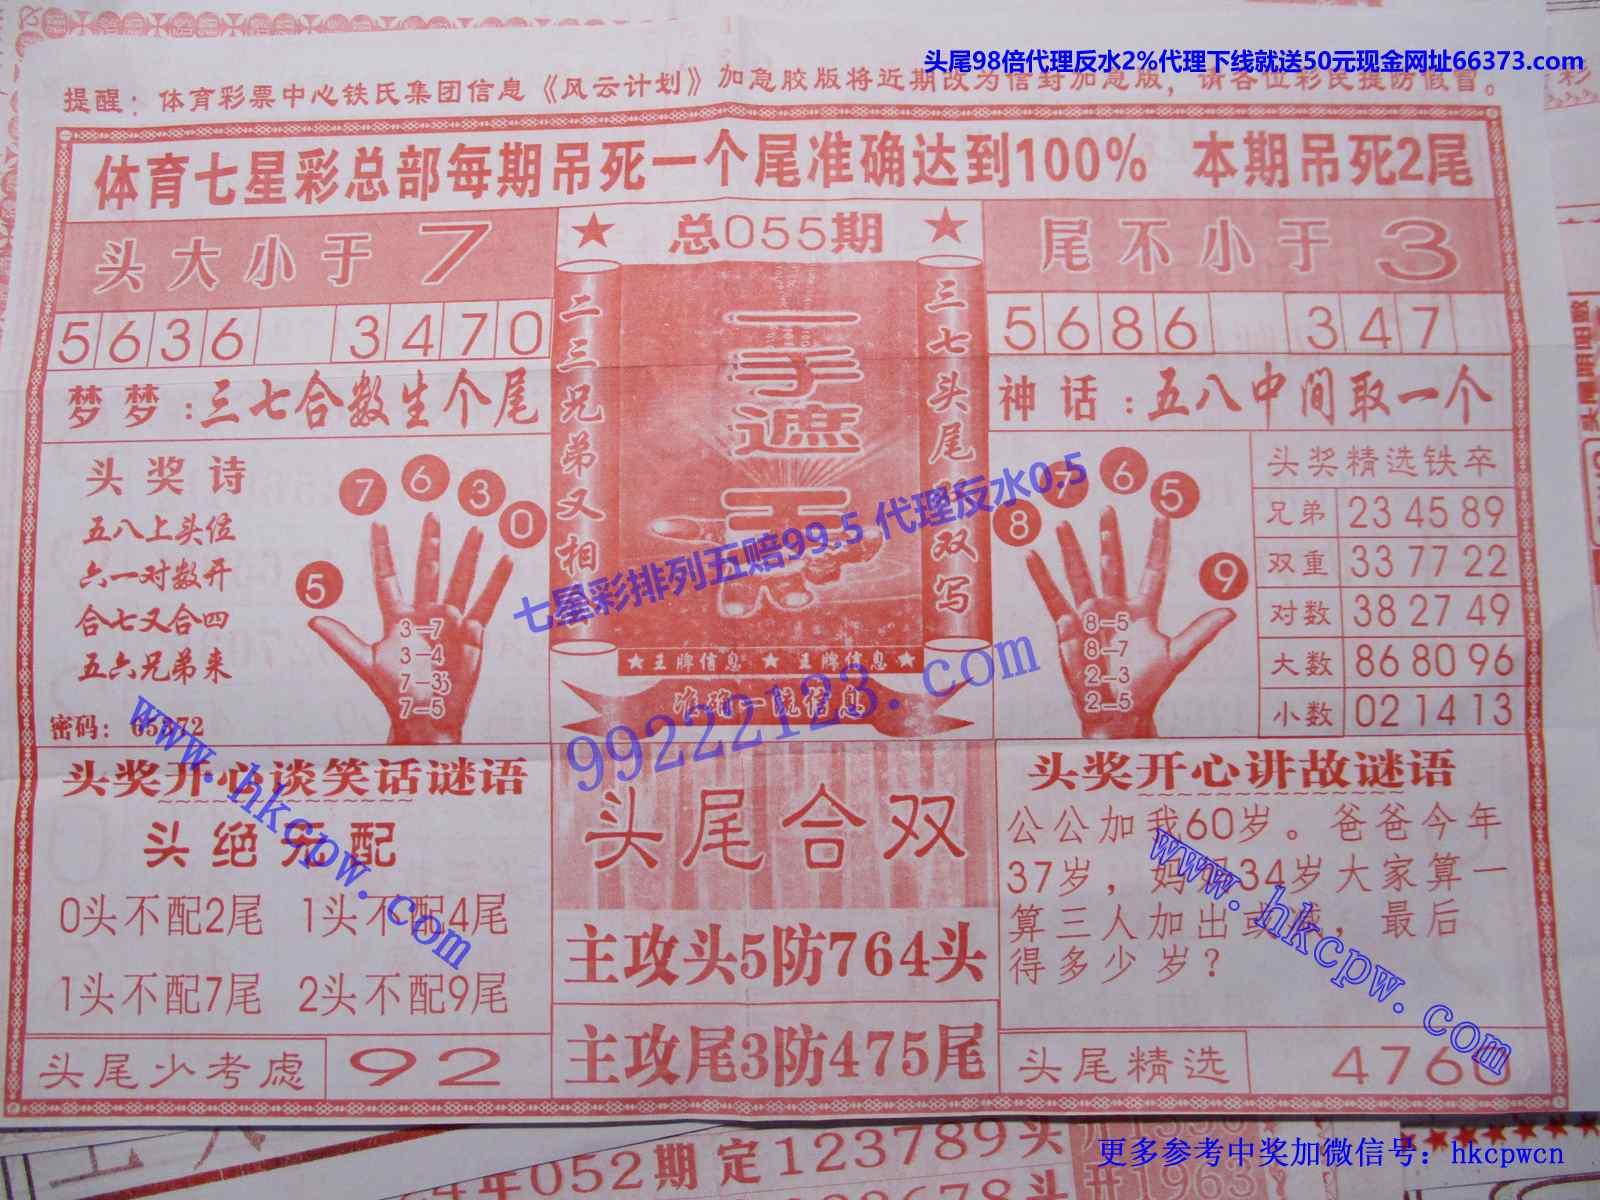 头尾98倍代理反水2%代理下线就送50元现金网址66373.com
提醒：体育彩票中心铁氏集团信息《风云计划》加急胶版将近期改为信封加急版，请各位彩民提防假冒。
体育七星彩总部每期吊死一个尾准确达到100% 本期吊死2尾
头大小于7
总055期
尾不小于3
5636 3470
5686 347
二三兄弟又相
一手遮天
三七头尾双双写
梦梦：三七合数生个尾
神话：五八中间取一个
头奖诗
五八上头位
六一对数开
合七又合四
五六兄弟来
密码：
5 7 6 3 0
3-7
3-4
7-3
7-5
8 7 6 5 9
8-5
8-7
2-3
2-5
头奖精选铁卒
兄弟 23 45 89
双重 33 77 22
对数 38 27 49
大数 86 80 96
小数 02 14 13
七星彩排列五赔99.5 代理反水0.5
王牌信息 王牌信息
99222123.com
头奖开心谈笑话谜语
头绝无配
0头不配2尾 1头不配4尾
1头不配7尾 2头不配9尾
头尾少考虑 92
头尾合双
主攻头5防764头
主攻尾3防475尾
头奖开心讲故谜语
公公加我60岁。爸爸今年
37岁，妈妈34岁大家算一
算三人加出或减，最后
得多少岁？
头尾精选 4760
www.hkcpw.com
www.hkcpw.com
年052期定123789头
更多参考中奖加微信号：hkcpwcn